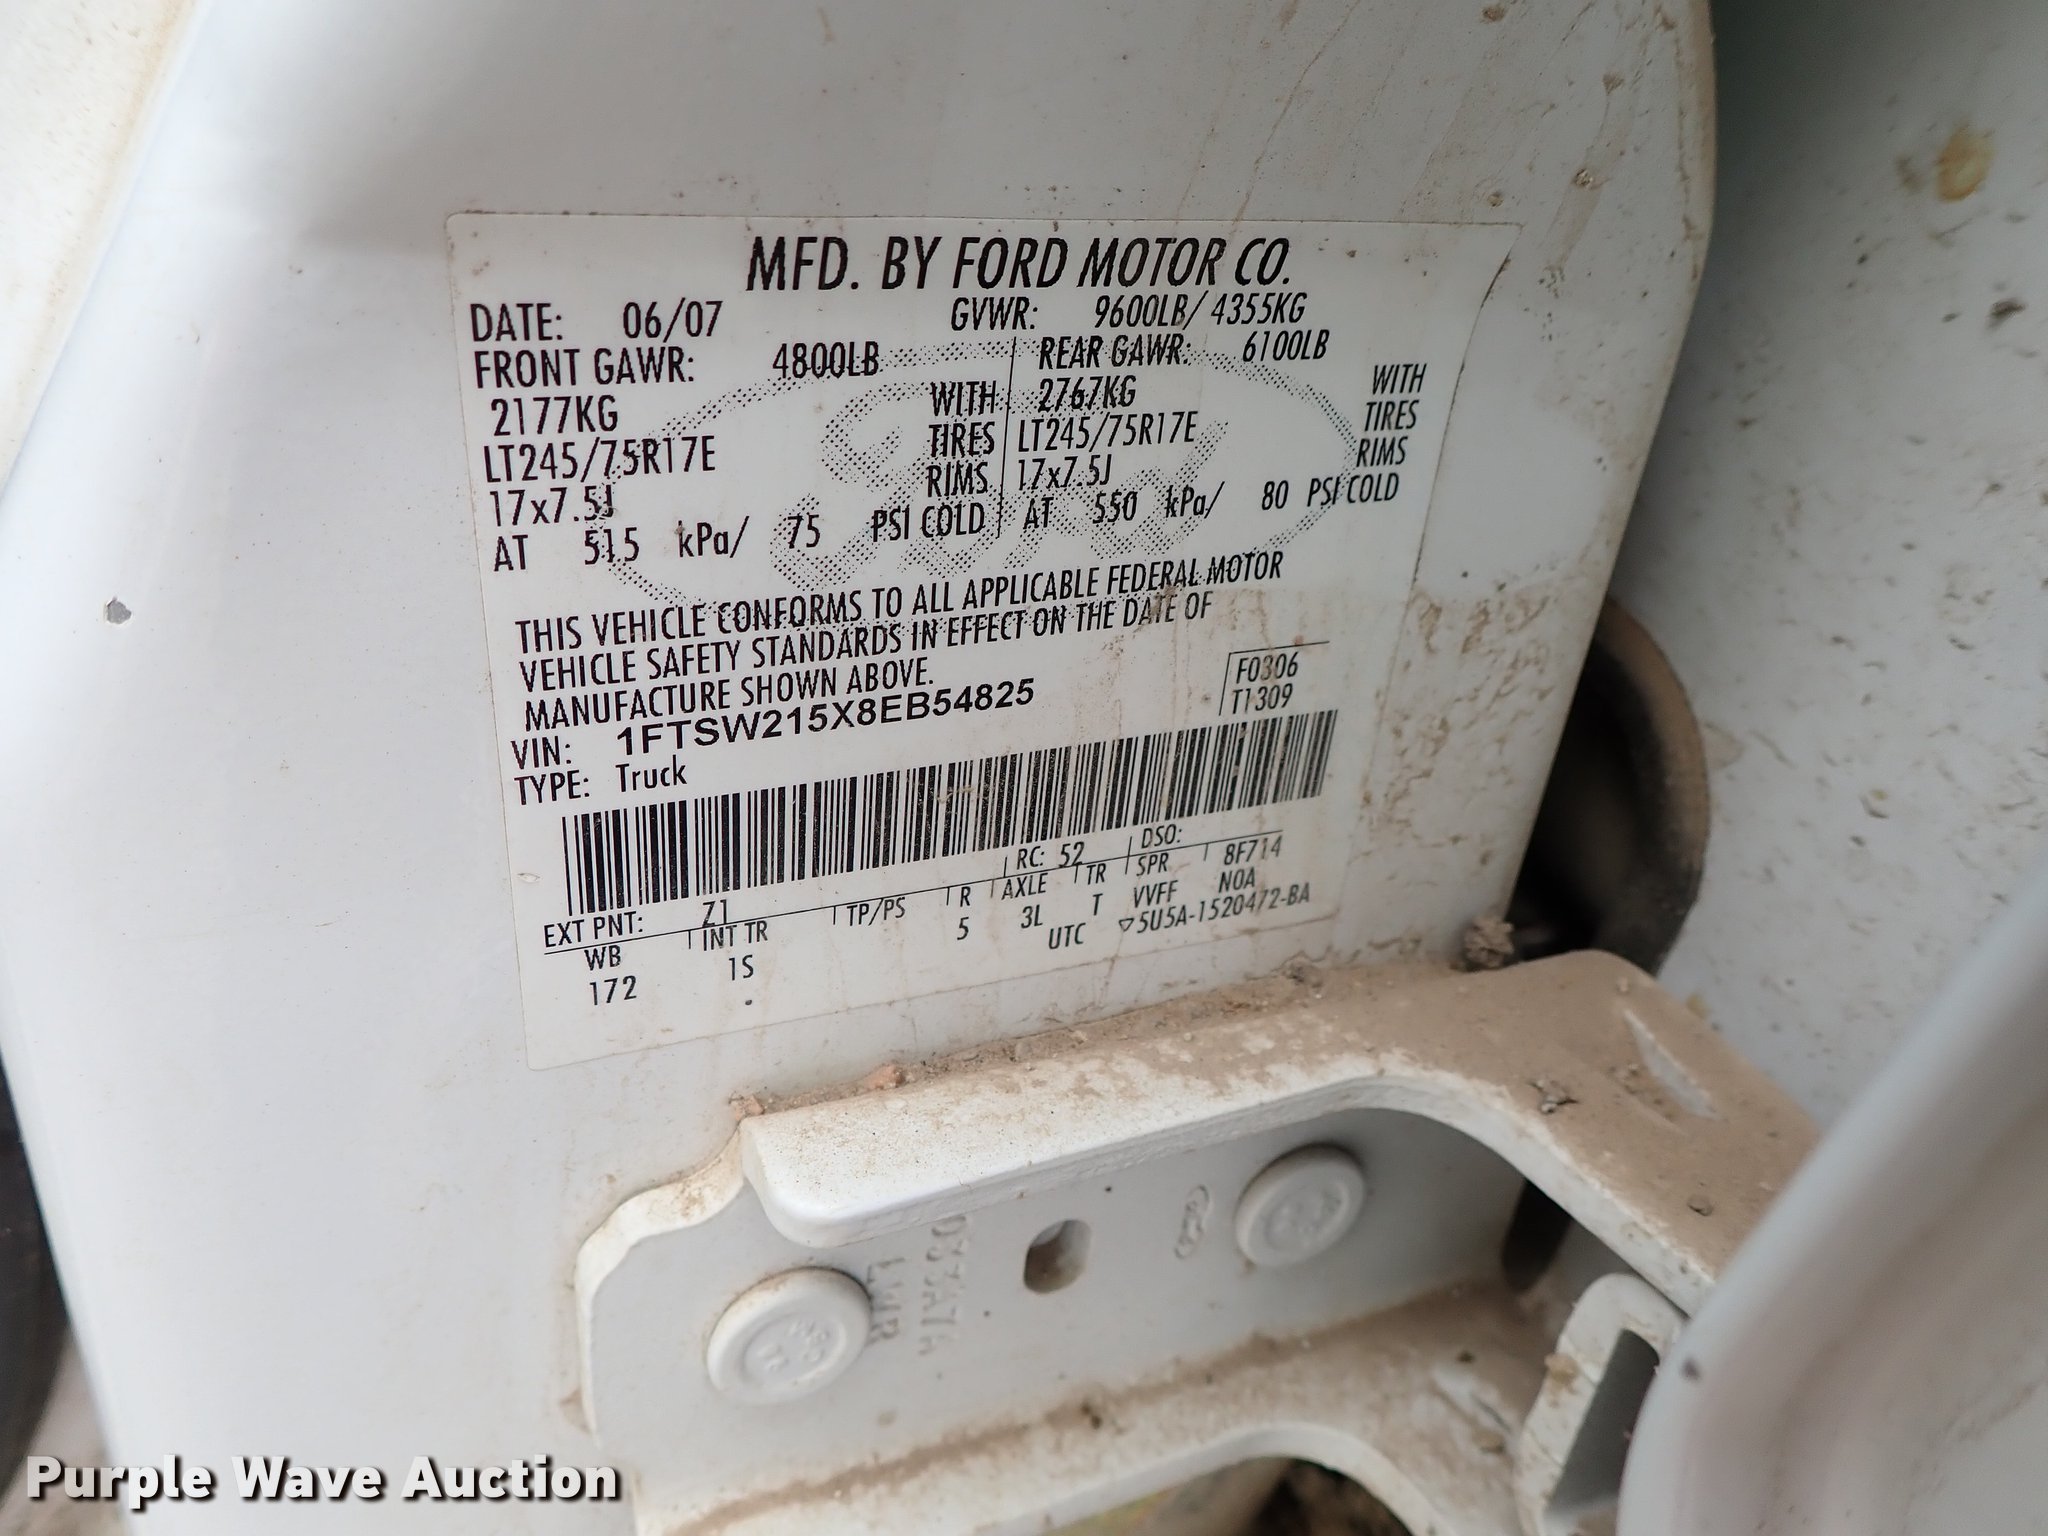 MFD. BY FORD MOTOR CO.
DATE: 06/07 GVWR: 9600LB/ 4355KG
FRONT GAWR: 4800LB REAR GAWR: 6100LB
2177KG WITH 2767KG WITH
LT245/75R17E TIRES LT245/75R17E TIRES
17x7.5J RIMS 17x7.5J RIMS
AT 515 kPa/ 75 PSI COLD AT 550 kPa/ 80 PSI COLD
THIS VEHICLE CONFORMS TO ALL APPLICABLE FEDERAL MOTOR
VEHICLE SAFETY STANDARDS IN EFFECT ON THE DATE OF
MANUFACTURE SHOWN ABOVE.
F0306
T1309
VIN: 1FTSW215X8EB54825
TYPE: Truck
EXT PNT: Z1 RC: 52 DSO:
WB INT TR TP/PS R AXLE TR SPR 8F714
172 1S 5 3L T VVFF NOA
UTC ▽5U5A-1520472-BA
LWR
Purple Wave Auction